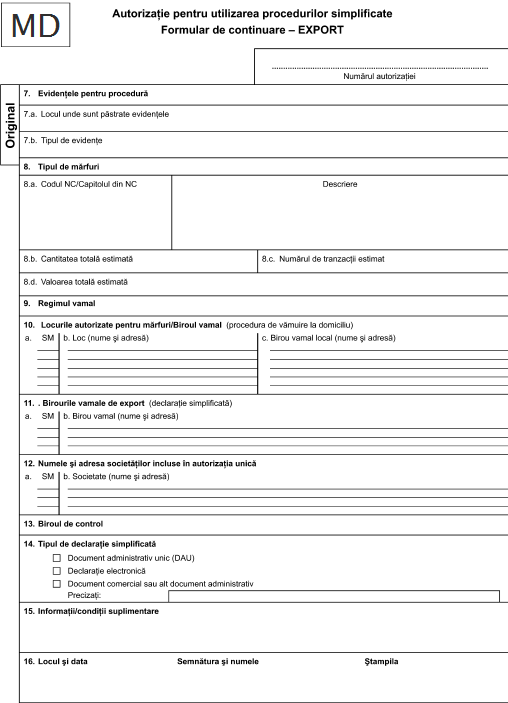 MD
Autorizație pentru utilizarea procedurilor simplificate
Formular de continuare – EXPORT
Numărul autorizației
Original
7. Evidențele pentru procedură
7.a. Locul unde sunt păstrate evidențele
7.b. Tipul de evidențe
8. Tipul de mărfuri
8.a. Codul NC/Capitolul din NC Descriere
8.b. Cantitatea totală estimată 8.c. Numărul de tranzacții estimat
8.d. Valoarea totală estimată
9. Regimul vamal
10. Locurile autorizate pentru mărfuri/Biroul vamal (procedura de vămuire la domiciliu)
a. SM b. Loc (nume și adresă) c. Birou vamal local (nume și adresă)
11. . Birourile vamale de export (declarație simplificată)
a. SM b. Birou vamal (nume și adresă)
12. Numele și adresa societăților incluse în autorizația unică
a. SM b. Societate (nume și adresă)
13. Biroul de control
14. Tipul de declarație simplificată
Document administrativ unic (DAU)
Declarație electronică
Document comercial sau alt document administrativ
Precizați:
15. Informații/condiții suplimentare
16. Locul și data Semnătura și numele Ștampila